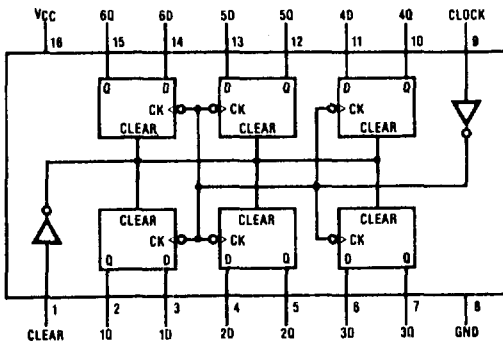 VCC 6Q 6D 5D 5Q 4D 4Q CLOCK
16 15 14 13 12 11 10 9
Q D D Q D Q
CK CK CK
CLEAR CLEAR CLEAR
CLEAR CLEAR CLEAR
CK CK CK
Q D D Q D Q
1 2 3 4 5 6 7 8
CLEAR 1Q 1D 2D 2Q 3D 3Q GND